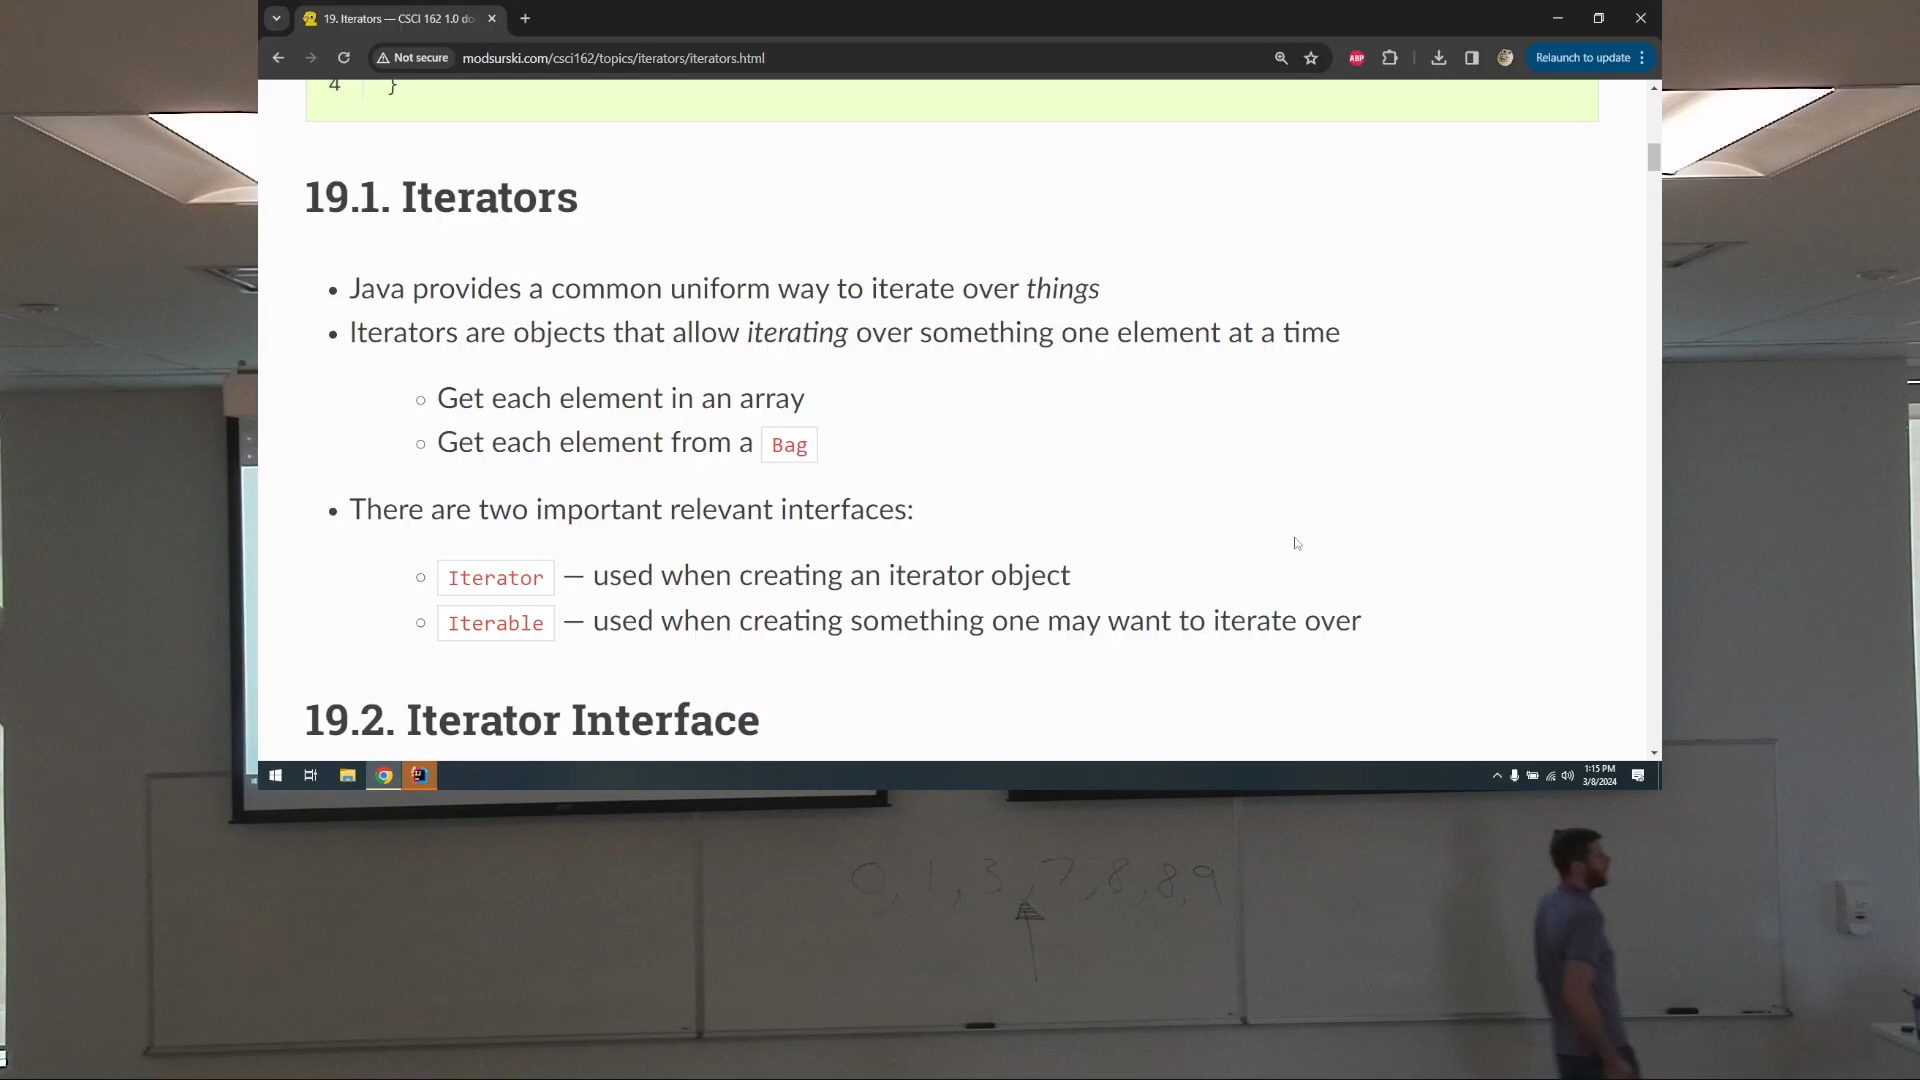 19. Iterators — CSCI 162 1.0 do
Not secure
modsurski.com/csci162/topics/iterators/iterators.html
ABP
Relaunch to update
4 }
19.1. Iterators
• Java provides a common uniform way to iterate over things
• Iterators are objects that allow iterating over something one element at a time
○ Get each element in an array
○ Get each element from a Bag
• There are two important relevant interfaces:
○ Iterator — used when creating an iterator object
○ Iterable — used when creating something one may want to iterate over
19.2. Iterator Interface
1:15 PM
3/8/2024
0, 1, 3, 7, 8, 8, 9